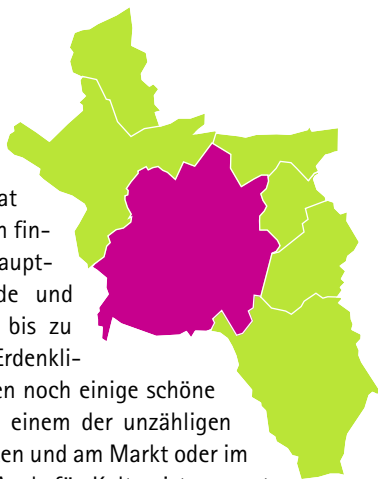 at
n fin-
aupt-
de und
bis zu
Erdenkli-
en noch einige schöne
einem der unzähligen
en und am Markt oder im